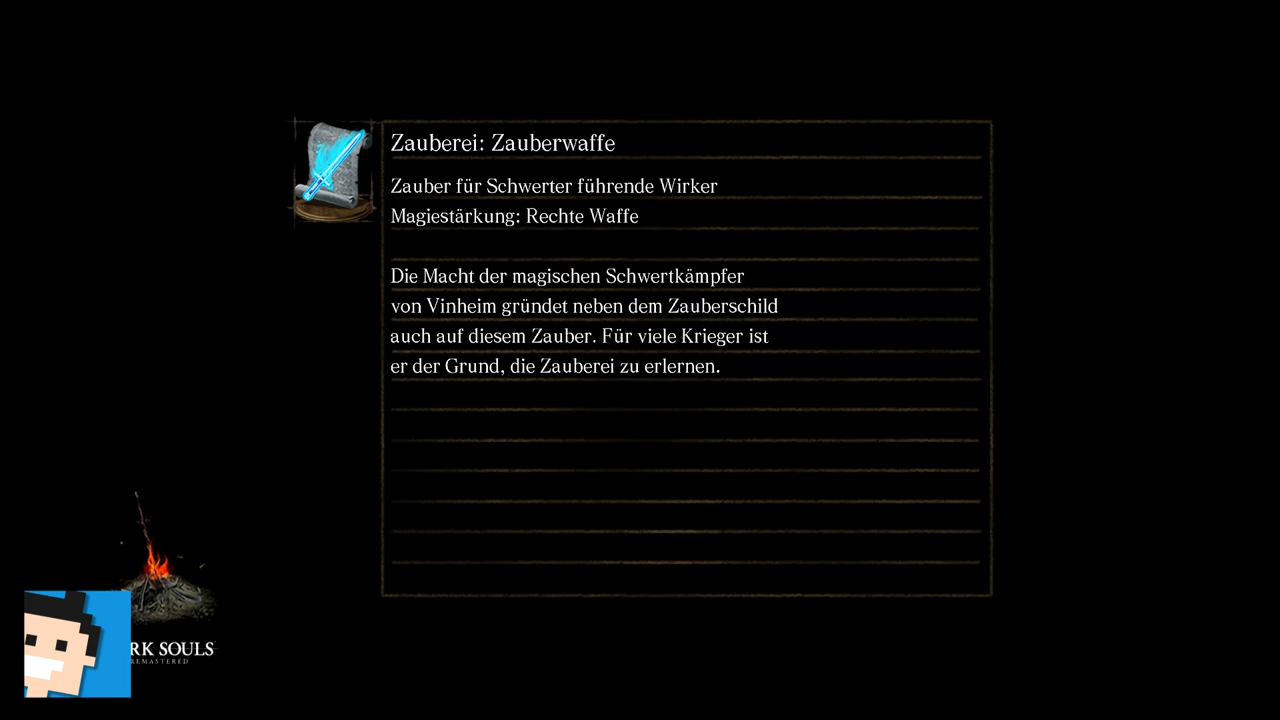 Zauberei: Zauberwaffe
Zauber für Schwerter führende Wirker
Magiestärkung: Rechte Waffe
Die Macht der magischen Schwertkämpfer
von Vinheim gründet neben dem Zauberschild
auch auf diesem Zauber. Für viele Krieger ist
er der Grund, die Zauberei zu erlernen.
RK SOULS
REMASTERED